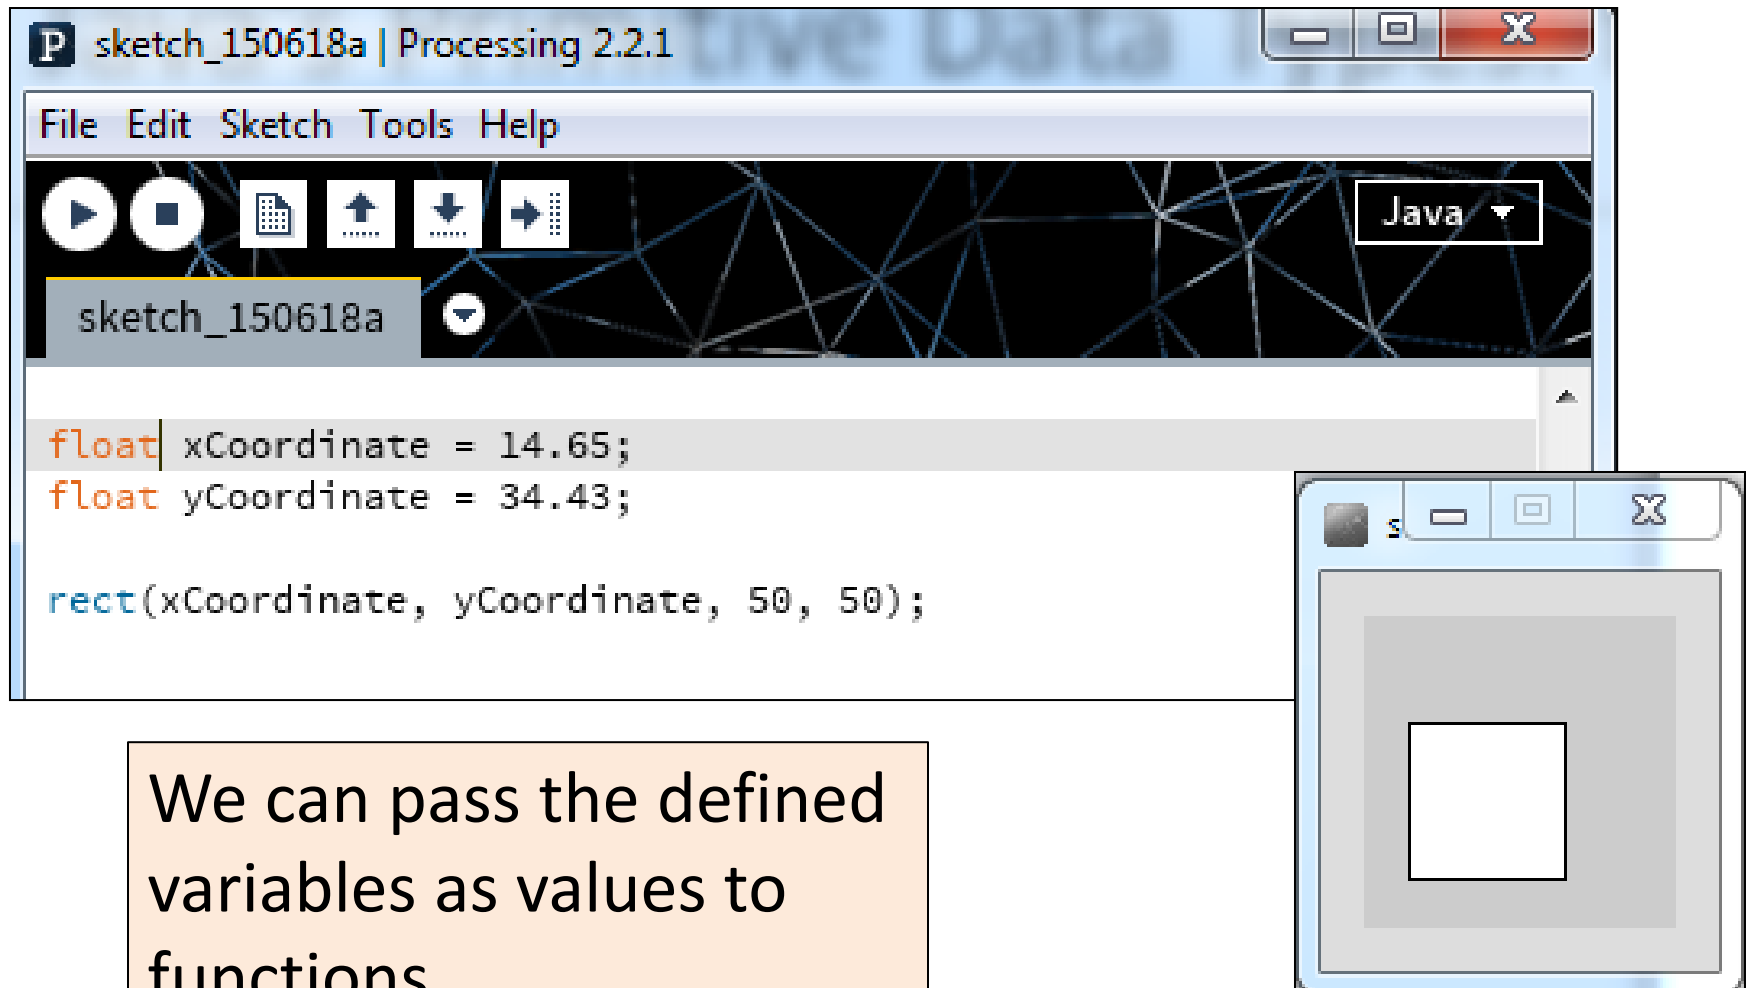 sketch_150618a | Processing 2.2.1
File Edit Sketch Tools Help
Java
sketch_150618a
float xCoordinate = 14.65;
float yCoordinate = 34.43;
rect(xCoordinate, yCoordinate, 50, 50);
s
We can pass the defined
variables as values to
functions